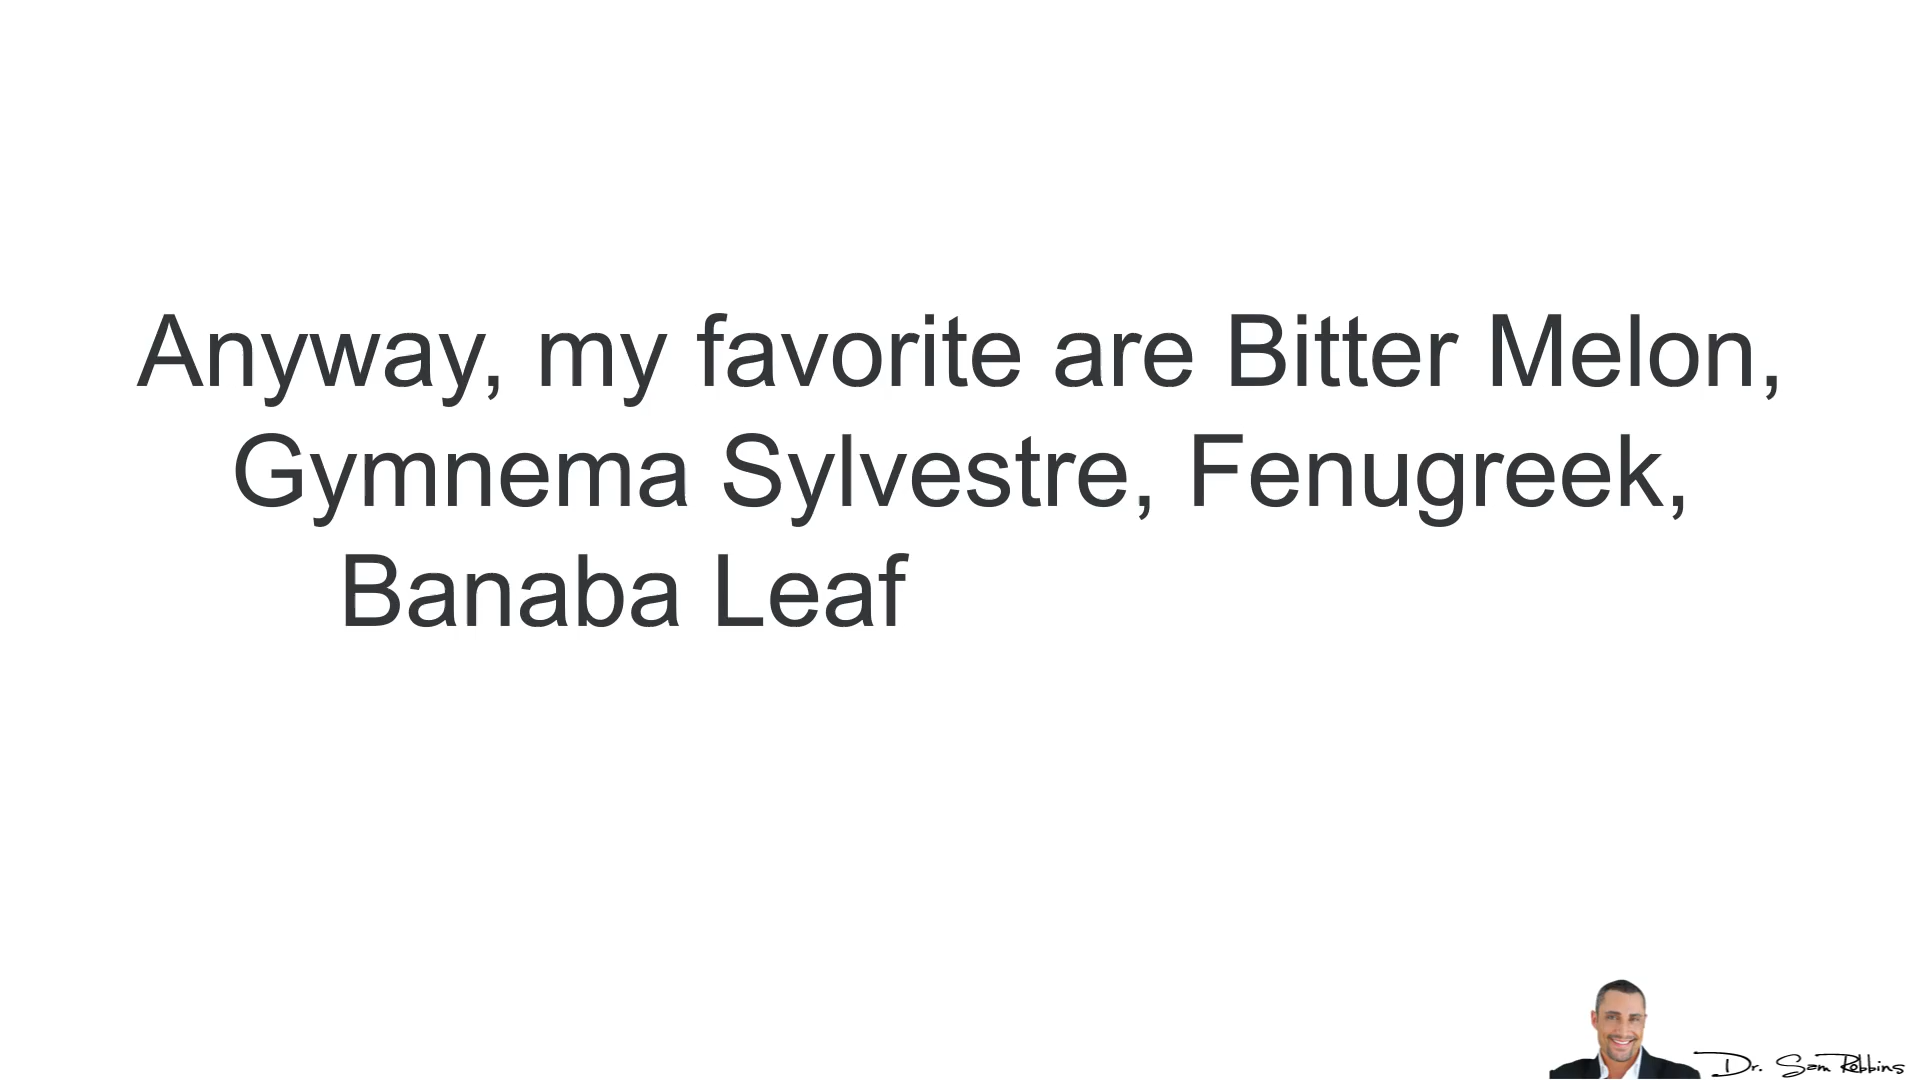 Anyway, my favorite are Bitter Melon,
Gymnema Sylvestre, Fenugreek,
Banaba Leaf
Dr. Sam Robbins